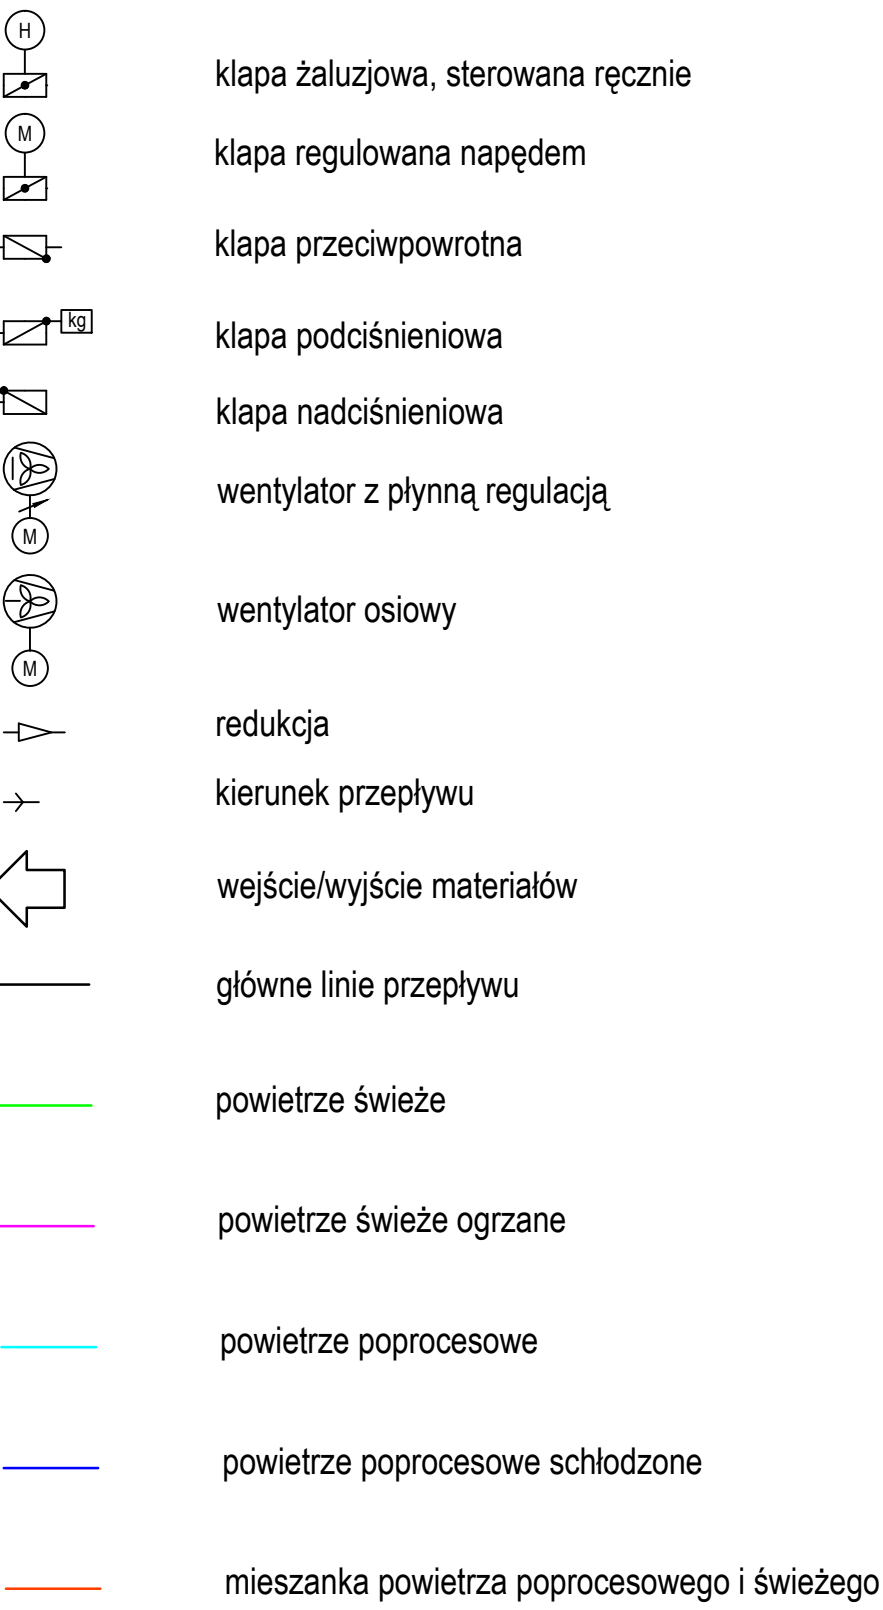 H
klapa żaluzjowa, sterowana ręcznie
M
klapa regulowana napędem
klapa przeciwpowrotna
kg
klapa podciśnieniowa
klapa nadciśnieniowa
wentylator z płynną regulacją
M
wentylator osiowy
M
redukcja
kierunek przepływu
wejście/wyjście materiałów
główne linie przepływu
powietrze świeże
powietrze świeże ogrzane
powietrze poprocesowe
powietrze poprocesowe schłodzone
mieszanka powietrza poprocesowego i świeżego